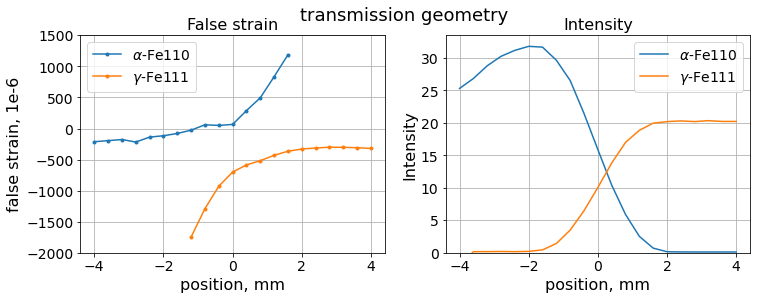 transmission geometry
False strain
1500
1000
500
0
−500
−1000
−1500
−2000
false strain, 1e-6
α-Fe110
γ-Fe111
−4 −2 0 2 4
position, mm
Intensity
30
25
20
15
10
5
0
Intensity
α-Fe110
γ-Fe111
−4 −2 0 2 4
position, mm